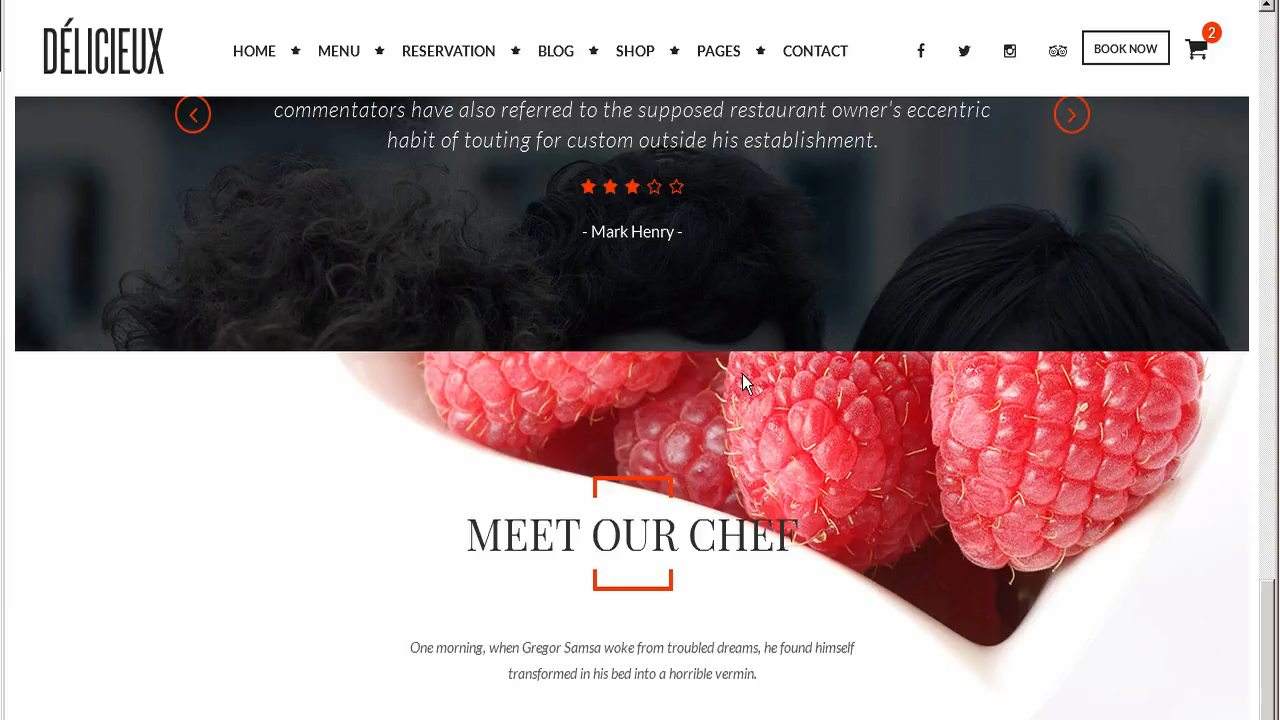 DÉLICIEUX
HOME MENU RESERVATION BLOG SHOP PAGES CONTACT
BOOK NOW
2
commentators have also referred to the supposed restaurant owner's eccentric
habit of touting for custom outside his establishment.
- Mark Henry -
MEET OUR CHEF
One morning, when Gregor Samsa woke from troubled dreams, he found himself
transformed in his bed into a horrible vermin.